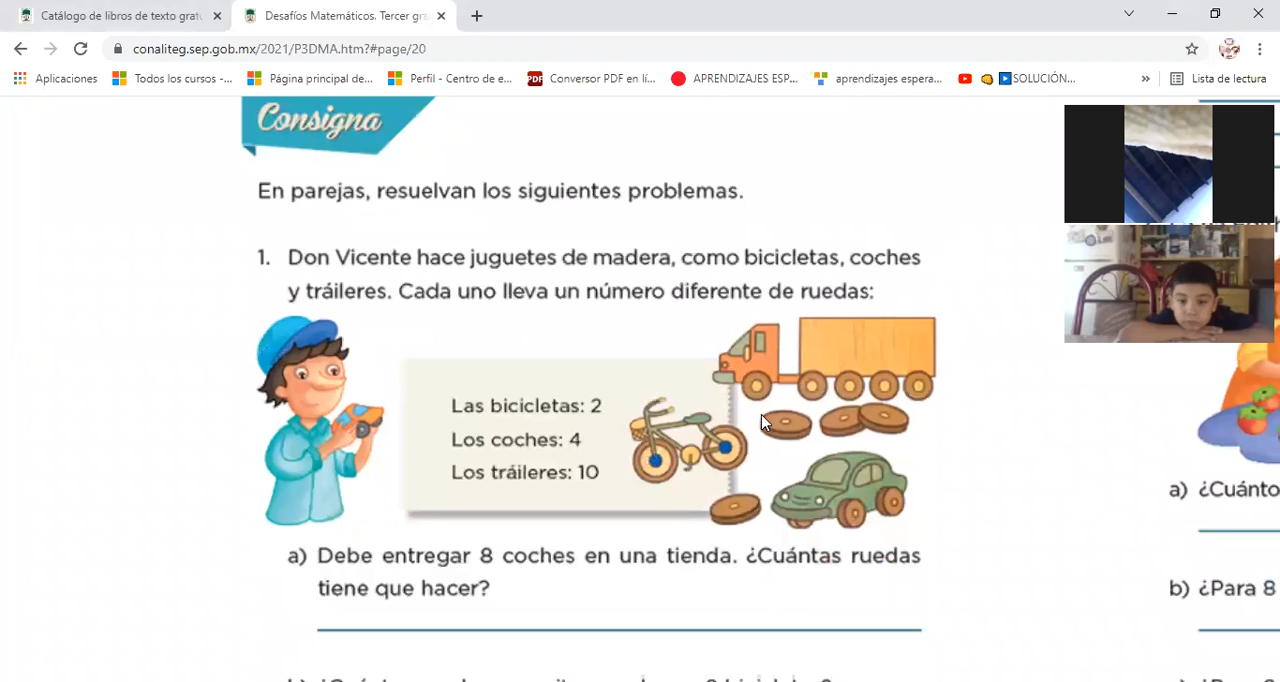 Catálogo de libros de texto gratu
Desafíos Matemáticos. Tercer gra
conaliteg.sep.gob.mx/2021/P3DMA.htm?#page/20
Aplicaciones
Todos los cursos -...
Página principal de...
Perfil - Centro de e...
PDF
Conversor PDF en lí...
APRENDIZAJES ESP...
aprendizajes espera...
SOLUCIÓN...
»
Lista de lectura
Consigna
En parejas, resuelvan los siguientes problemas.
1. Don Vicente hace juguetes de madera, como bicicletas, coches
y tráileres. Cada uno lleva un número diferente de ruedas:
Las bicicletas: 2
Los coches: 4
Los tráileres: 10
a) Debe entregar 8 coches en una tienda. ¿Cuántas ruedas
tiene que hacer?
a) ¿Cuánto
b) ¿Para 8